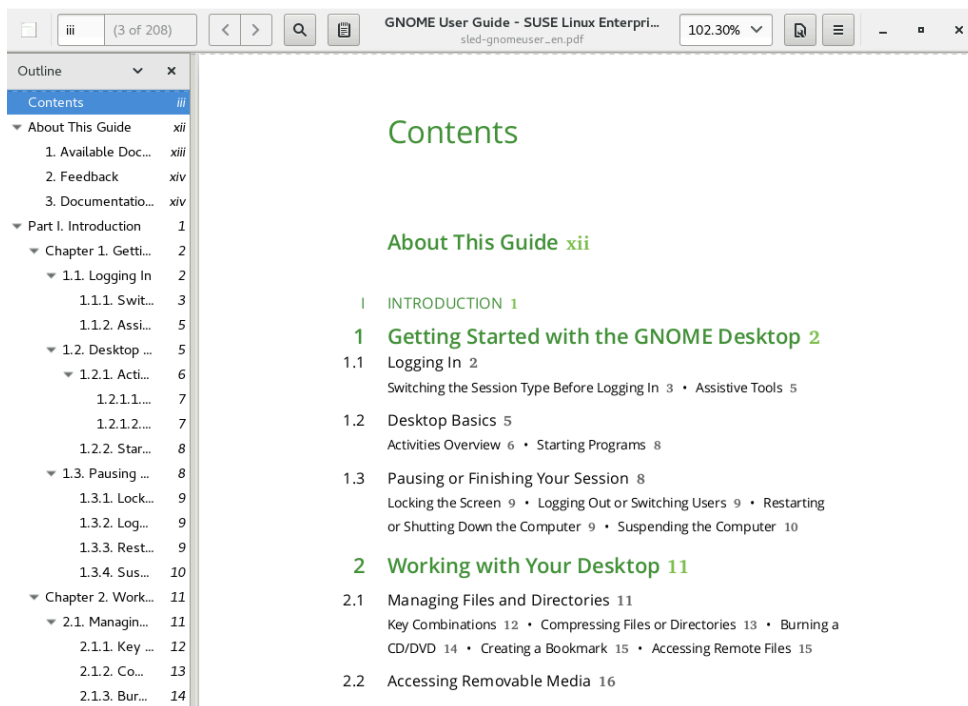 iii (3 of 208) GNOME User Guide - SUSE Linux Enterpri... 102.30%
sled-gnomeuser_en.pdf
Outline
Contents iii
About This Guide xii
1. Available Doc... xiii
2. Feedback xiv
3. Documentatio... xiv
Part I. Introduction 1
Chapter 1. Getti... 2
1.1. Logging In 2
1.1.1. Swit... 3
1.1.2. Assi... 5
1.2. Desktop ... 5
1.2.1. Acti... 6
1.2.1.1.... 7
1.2.1.2.... 7
1.2.2. Star... 8
1.3. Pausing ... 8
1.3.1. Lock... 9
1.3.2. Log... 9
1.3.3. Rest... 9
1.3.4. Sus... 10
Chapter 2. Work... 11
2.1. Managin... 11
2.1.1. Key ... 12
2.1.2. Co... 13
2.1.3. Bur... 14
Contents
About This Guide xii
I INTRODUCTION 1
1 Getting Started with the GNOME Desktop 2
1.1 Logging In 2
Switching the Session Type Before Logging In 3 • Assistive Tools 5
1.2 Desktop Basics 5
Activities Overview 6 • Starting Programs 8
1.3 Pausing or Finishing Your Session 8
Locking the Screen 9 • Logging Out or Switching Users 9 • Restarting
or Shutting Down the Computer 9 • Suspending the Computer 10
2 Working with Your Desktop 11
2.1 Managing Files and Directories 11
Key Combinations 12 • Compressing Files or Directories 13 • Burning a
CD/DVD 14 • Creating a Bookmark 15 • Accessing Remote Files 15
2.2 Accessing Removable Media 16